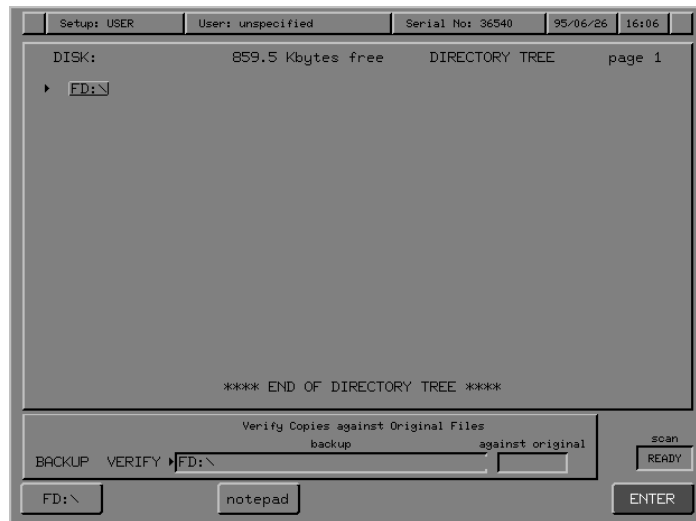 Setup: USER User: unspecified Serial No: 36540 95/06/26 16:06
DISK: 859.5 Kbytes free DIRECTORY TREE page 1
FD:\
**** END OF DIRECTORY TREE ****
Verify Copies against Original Files
backup against original
scan
BACKUP VERIFY FD:\
READY
FD:\ notepad ENTER